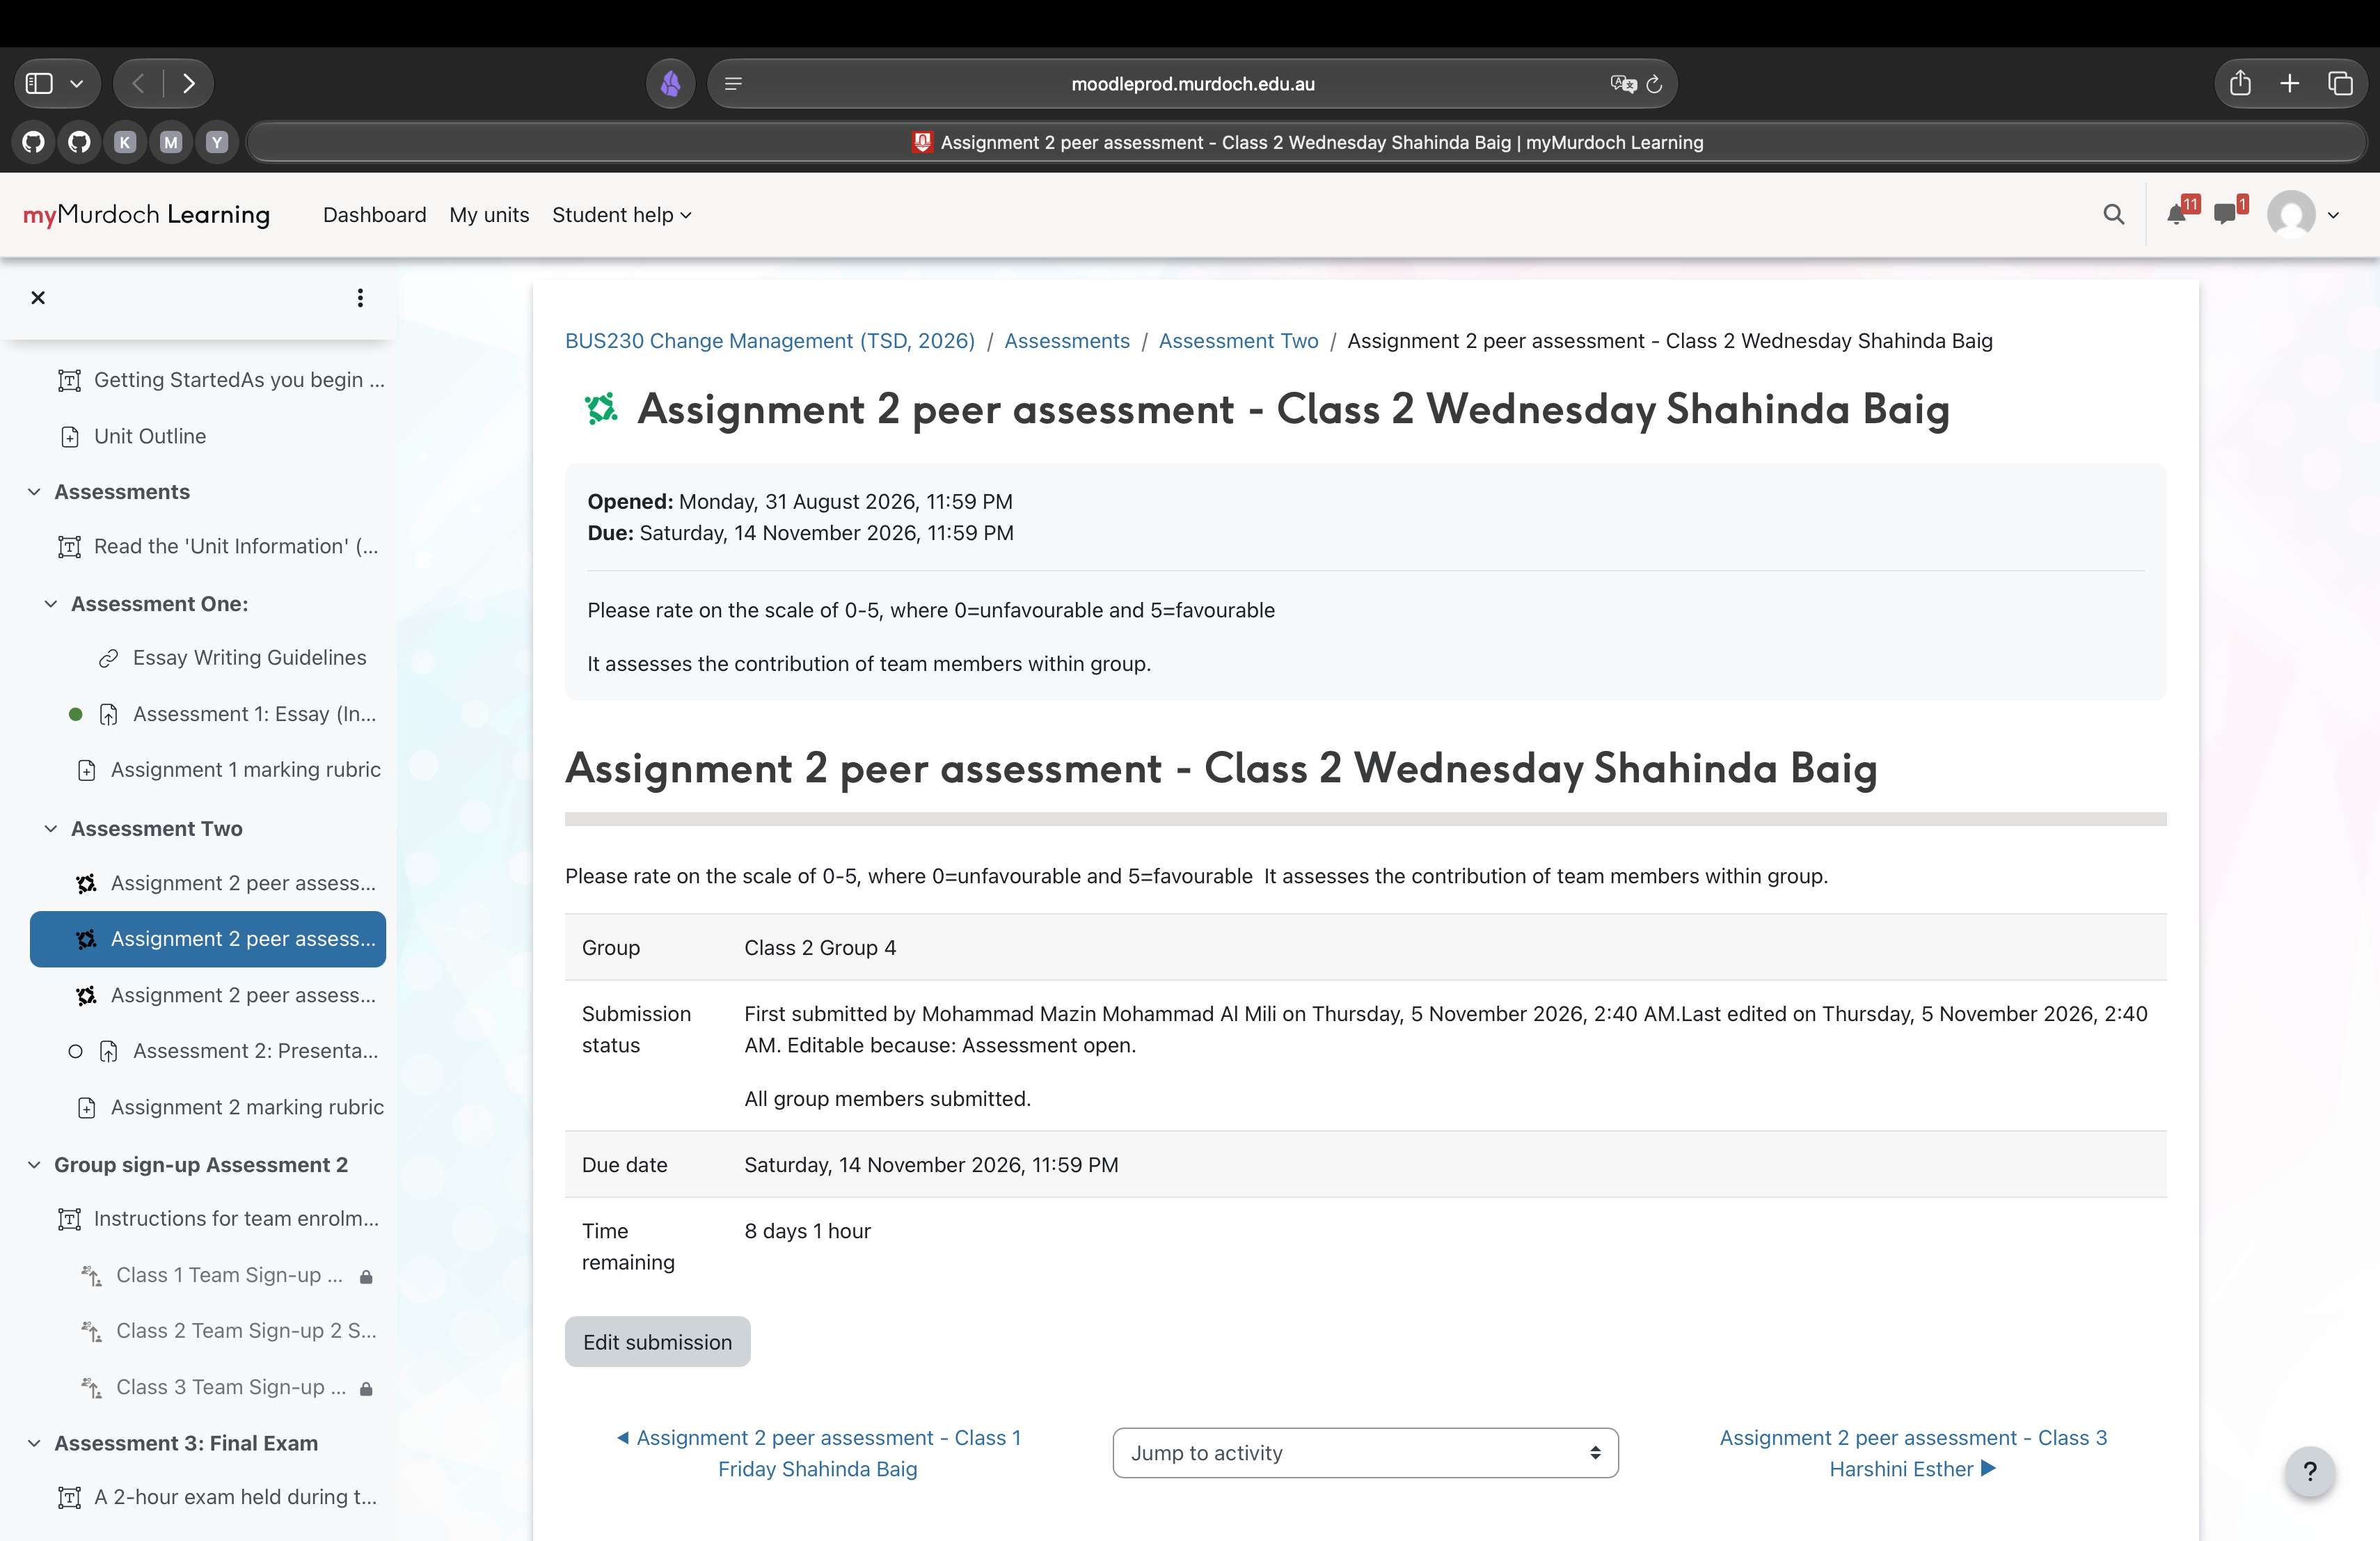 moodleprod.murdoch.edu.au
K
M
Y
Assignment 2 peer assessment - Class 2 Wednesday Shahinda Baig | myMurdoch Learning
myMurdoch Learning
Dashboard
My units
Student help
11
1
Getting StartedAs you begin ...
Unit Outline
Assessments
Read the 'Unit Information' (...
Assessment One:
Essay Writing Guidelines
Assessment 1: Essay (In...
Assignment 1 marking rubric
Assessment Two
Assignment 2 peer assess...
Assignment 2 peer assess...
Assignment 2 peer assess...
Assessment 2: Presenta...
Assignment 2 marking rubric
Group sign-up Assessment 2
Instructions for team enrolm...
Class 1 Team Sign-up ...
Class 2 Team Sign-up 2 S...
Class 3 Team Sign-up ...
Assessment 3: Final Exam
A 2-hour exam held during t...
BUS230 Change Management (TSD, 2026) / Assessments / Assessment Two / Assignment 2 peer assessment - Class 2 Wednesday Shahinda Baig
Assignment 2 peer assessment - Class 2 Wednesday Shahinda Baig
Opened: Monday, 31 August 2026, 11:59 PM
Due: Saturday, 14 November 2026, 11:59 PM
Please rate on the scale of 0-5, where 0=unfavourable and 5=favourable
It assesses the contribution of team members within group.
Assignment 2 peer assessment - Class 2 Wednesday Shahinda Baig
Please rate on the scale of 0-5, where 0=unfavourable and 5=favourable It assesses the contribution of team members within group.
Group
Class 2 Group 4
Submission
status
First submitted by Mohammad Mazin Mohammad Al Mili on Thursday, 5 November 2026, 2:40 AM.Last edited on Thursday, 5 November 2026, 2:40
AM. Editable because: Assessment open.
All group members submitted.
Due date
Saturday, 14 November 2026, 11:59 PM
Time
remaining
8 days 1 hour
Edit submission
◀ Assignment 2 peer assessment - Class 1
Friday Shahinda Baig
Jump to activity
Assignment 2 peer assessment - Class 3
Harshini Esther ▶
?